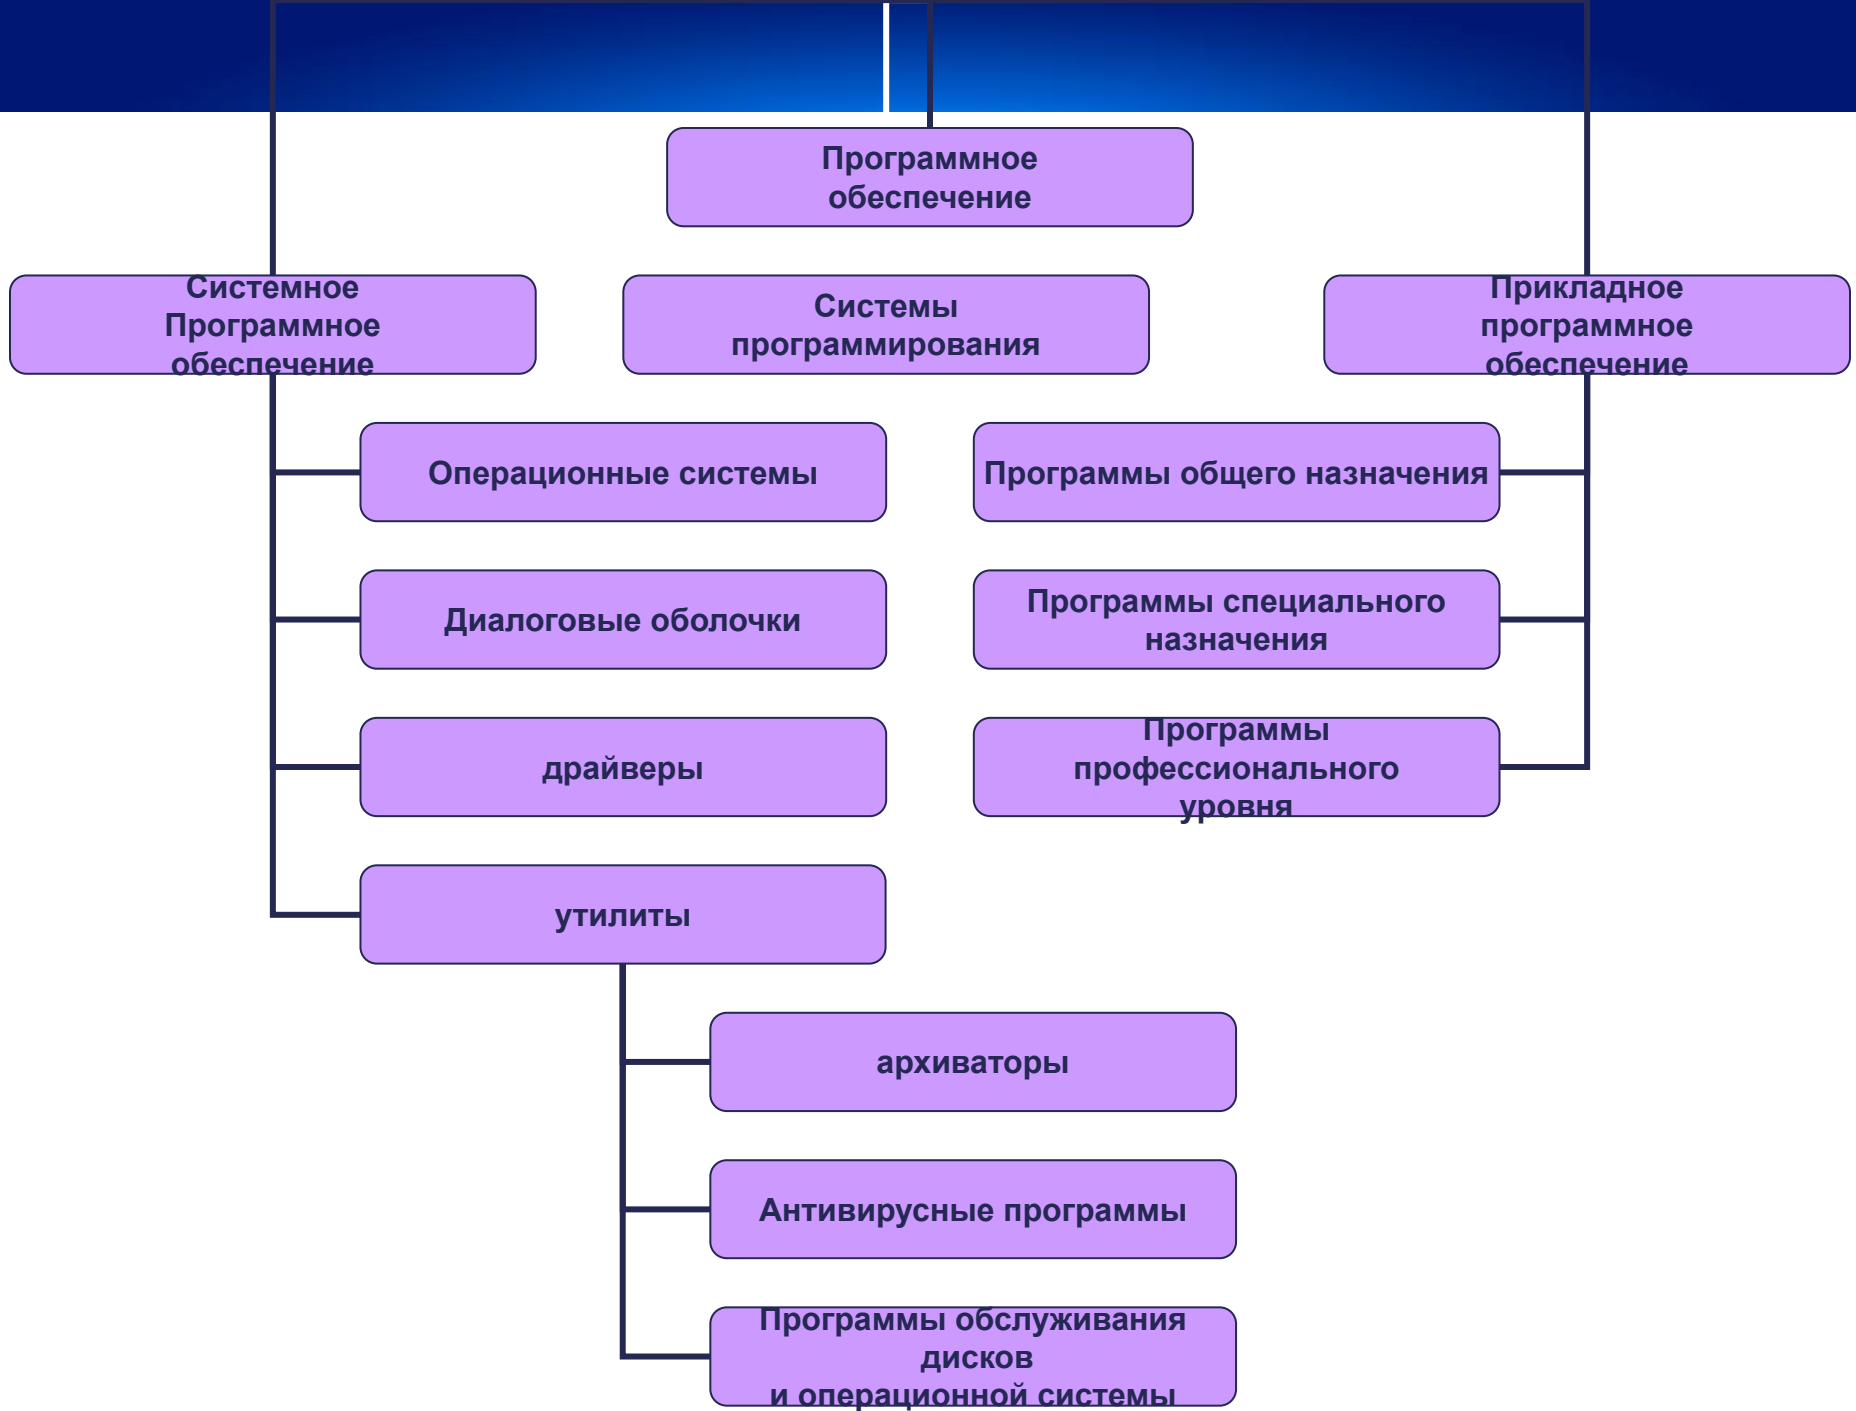 Программное
обеспечение
Системное
Программное
обеспечение
Системы
программирования
Прикладное
программное
обеспечение
Операционные системы
Программы общего назначения
Диалоговые оболочки
Программы специального
назначения
драйверы
Программы
профессионального
уровня
утилиты
архиваторы
Антивирусные программы
Программы обслуживания
дисков
и операционной системы